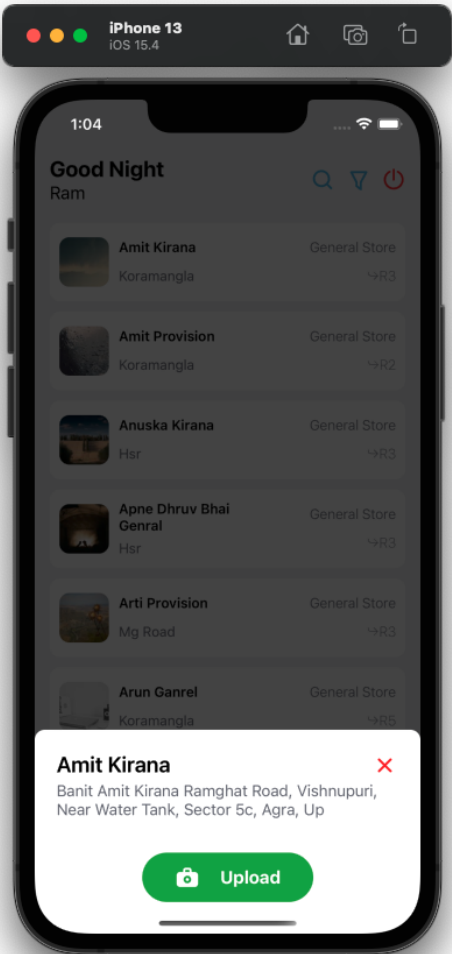 iPhone 13
iOS 15.4
1:04
Good Night
Ram
Amit Kirana
General Store
Koramangla
↪R3
Amit Provision
General Store
Koramangla
↪R2
Anuska Kirana
General Store
Hsr
↪R3
Apne Dhruv Bhai
Genral
General Store
Hsr
↪R3
Arti Provision
General Store
Mg Road
↪R3
Arun Ganrel
General Store
Koramangla
↪R5
Amit Kirana
Banit Amit Kirana Ramghat Road, Vishnupuri,
Near Water Tank, Sector 5c, Agra, Up
Upload